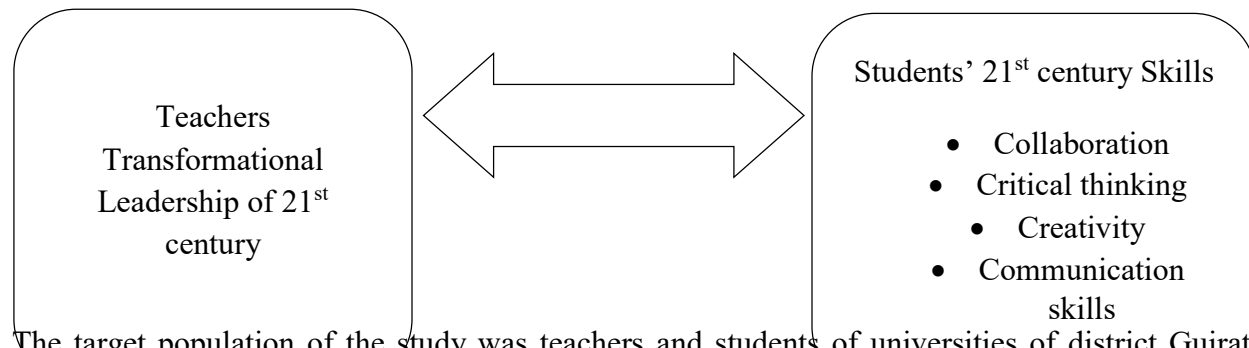 Teachers
Transformational
Leadership of 21st
century
Students’ 21st century Skills
• Collaboration
• Critical thinking
• Creativity
• Communication
skills
The target population of the study was teachers and students of universities of district Gujrat